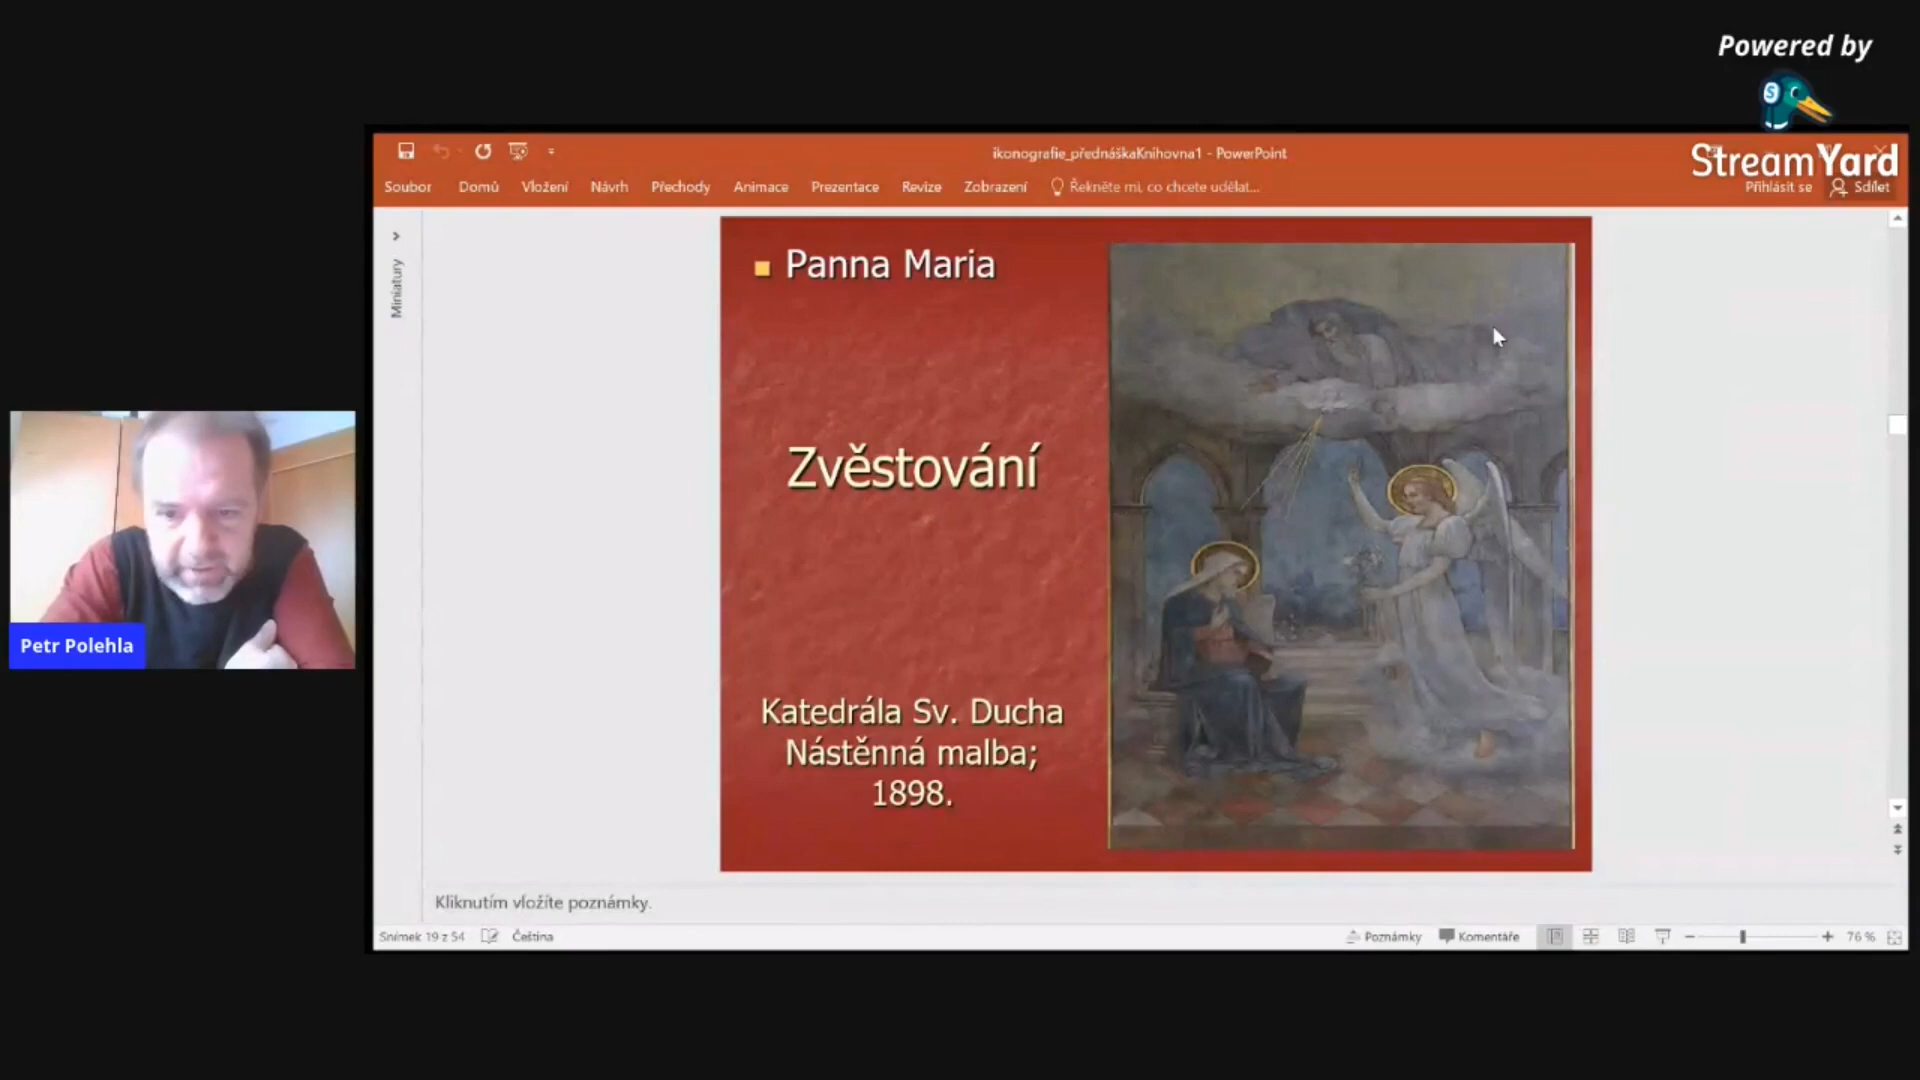 Powered by
StreamYard
ikonografie_přednáškaKnihovna1 - PowerPoint
Soubor Domů Vložení Návrh Přechody Animace Prezentace Revize Zobrazení Řekněte mi, co chcete udělat... Přihlásit se Sdílet
Miniatury
Panna Maria
Zvěstování
Katedrála Sv. Ducha
Nástěnná malba;
1898.
Petr Polehla
Kliknutím vložíte poznámky.
Snímek 19 z 54 Čeština Poznámky Komentáře 76 %